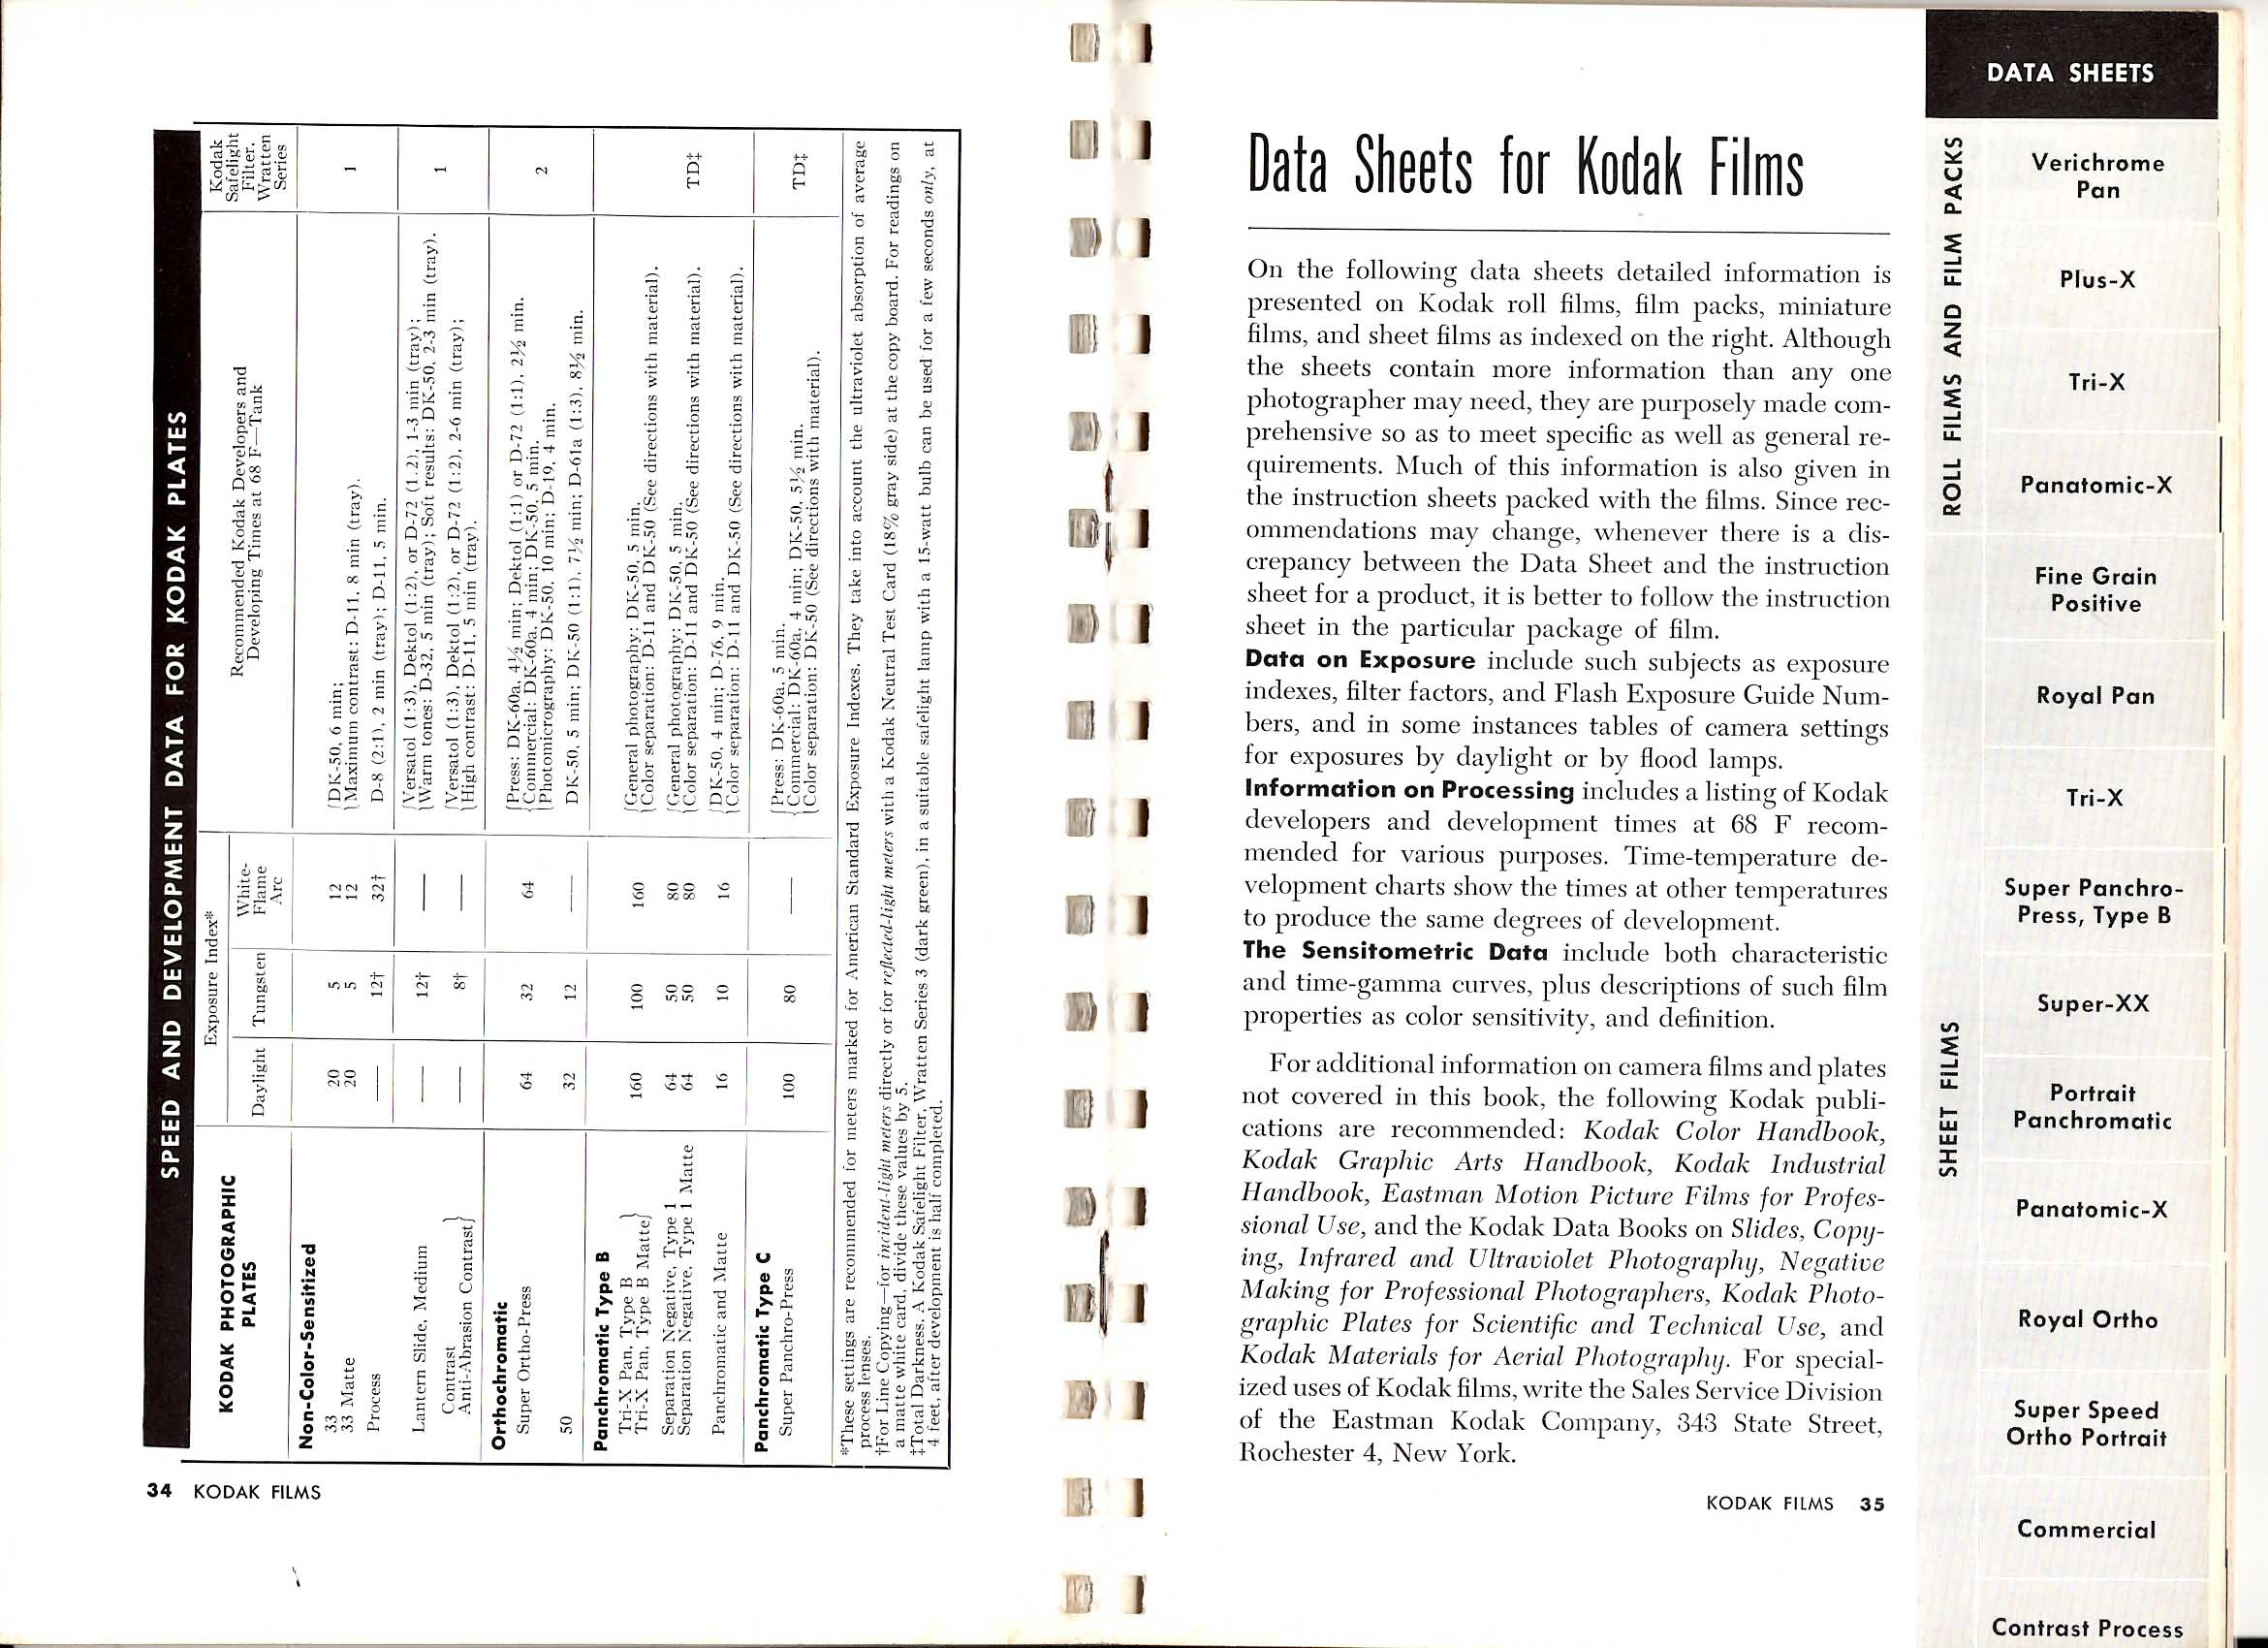 SPEED AND DEVELOPMENT DATA FOR KODAK PLATES
KODAK PHOTOGRAPHIC
PLATES
Exposure Index*
Daylight
Tungsten
White-
Flame
Arc
Recommended Kodak Developers and
Developing Times at 68 F—Tank
Kodak
Safelight
Filter,
Wratten
Series
Non-Color-Sensitized
33 20 5 12 {DK-50, 6 min; 1
33 Matte 20 5 12 Maximum contrast: D-11, 8 min (tray).
Process — 12† 32† D-8 (2:1), 2 min (tray); D-11, 5 min.
Lantern Slide, Medium — 12† — {Versatol (1:3), Dektol (1:2), or D-72 (1.2), 1-3 min (tray); 1
Warm tones: D-32, 5 min (tray); Soft results: DK-50, 2-3 min (tray).
Contrast
Anti-Abrasion Contrast} — 8† — {Versatol (1:3), Dektol (1:2), or D-72 (1:2), 2-6 min (tray);
High contrast: D-11, 5 min (tray).
Orthochromatic
Super Ortho-Press 64 32 64 {Press: DK-60a, 4½ min; Dektol (1:1) or D-72 (1:1), 2½ min. 2
Commercial: DK-60a, 4 min; DK-50, 5 min.
Photomicrography: DK-50, 10 min; D-19, 4 min.
50 32 12 — DK-50, 5 min; DK-50 (1:1), 7½ min; D-61a (1:3), 8½ min.
Panchromatic Type B
Tri-X Pan, Type B
Tri-X Pan, Type B Matte} 160 100 160 {General photography: DK-50, 5 min.
Color separation: D-11 and DK-50 (See directions with material).
Separation Negative, Type 1 64 50 80 {General photography: DK-50, 5 min. TD‡
Separation Negative, Type 1 Matte 64 50 80 Color separation: D-11 and DK-50 (See directions with material).
Panchromatic and Matte 16 10 16 {DK-50, 4 min; D-76, 9 min.
Color separation: D-11 and DK-50 (See directions with material).
Panchromatic Type C
Super Panchro-Press 100 80 — {Press: DK-60a, 5 min. TD‡
Commercial: DK-60a, 4 min; DK-50, 5½ min.
Color separation: DK-50 (See directions with material).
*These settings are recommended for meters marked for American Standard Exposure Indexes. They take into account the ultraviolet absorption of average
process lenses.
†For Line Copying—for incident-light meters directly or for reflected-light meters with a Kodak Neutral Test Card (18% gray side) at the copy board. For readings on
a matte white card, divide these values by 5.
‡Total Darkness. A Kodak Safelight Filter, Wratten Series 3 (dark green), in a suitable safelight lamp with a 15-watt bulb can be used for a few seconds only, at
4 feet, after development is half completed.
34 KODAK FILMS
Data Sheets for Kodak Films
On the following data sheets detailed information is
presented on Kodak roll films, film packs, miniature
films, and sheet films as indexed on the right. Although
the sheets contain more information than any one
photographer may need, they are purposely made com-
prehensive so as to meet specific as well as general re-
quirements. Much of this information is also given in
the instruction sheets packed with the films. Since rec-
ommendations may change, whenever there is a dis-
crepancy between the Data Sheet and the instruction
sheet for a product, it is better to follow the instruction
sheet in the particular package of film.
Data on Exposure include such subjects as exposure
indexes, filter factors, and Flash Exposure Guide Num-
bers, and in some instances tables of camera settings
for exposures by daylight or by flood lamps.
Information on Processing includes a listing of Kodak
developers and development times at 68 F recom-
mended for various purposes. Time-temperature de-
velopment charts show the times at other temperatures
to produce the same degrees of development.
The Sensitometric Data include both characteristic
and time-gamma curves, plus descriptions of such film
properties as color sensitivity, and definition.
For additional information on camera films and plates
not covered in this book, the following Kodak publi-
cations are recommended: Kodak Color Handbook,
Kodak Graphic Arts Handbook, Kodak Industrial
Handbook, Eastman Motion Picture Films for Profes-
sional Use, and the Kodak Data Books on Slides, Copy-
ing, Infrared and Ultraviolet Photography, Negative
Making for Professional Photographers, Kodak Photo-
graphic Plates for Scientific and Technical Use, and
Kodak Materials for Aerial Photography. For special-
ized uses of Kodak films, write the Sales Service Division
of the Eastman Kodak Company, 343 State Street,
Rochester 4, New York.
KODAK FILMS 35
DATA SHEETS
ROLL FILMS AND FILM PACKS
Verichrome
Pan
Plus-X
Tri-X
Panatomic-X
SHEET FILMS
Fine Grain
Positive
Royal Pan
Tri-X
Super Panchro-
Press, Type B
Super-XX
Portrait
Panchromatic
Panatomic-X
Royal Ortho
Super Speed
Ortho Portrait
Commercial
Contrast Process